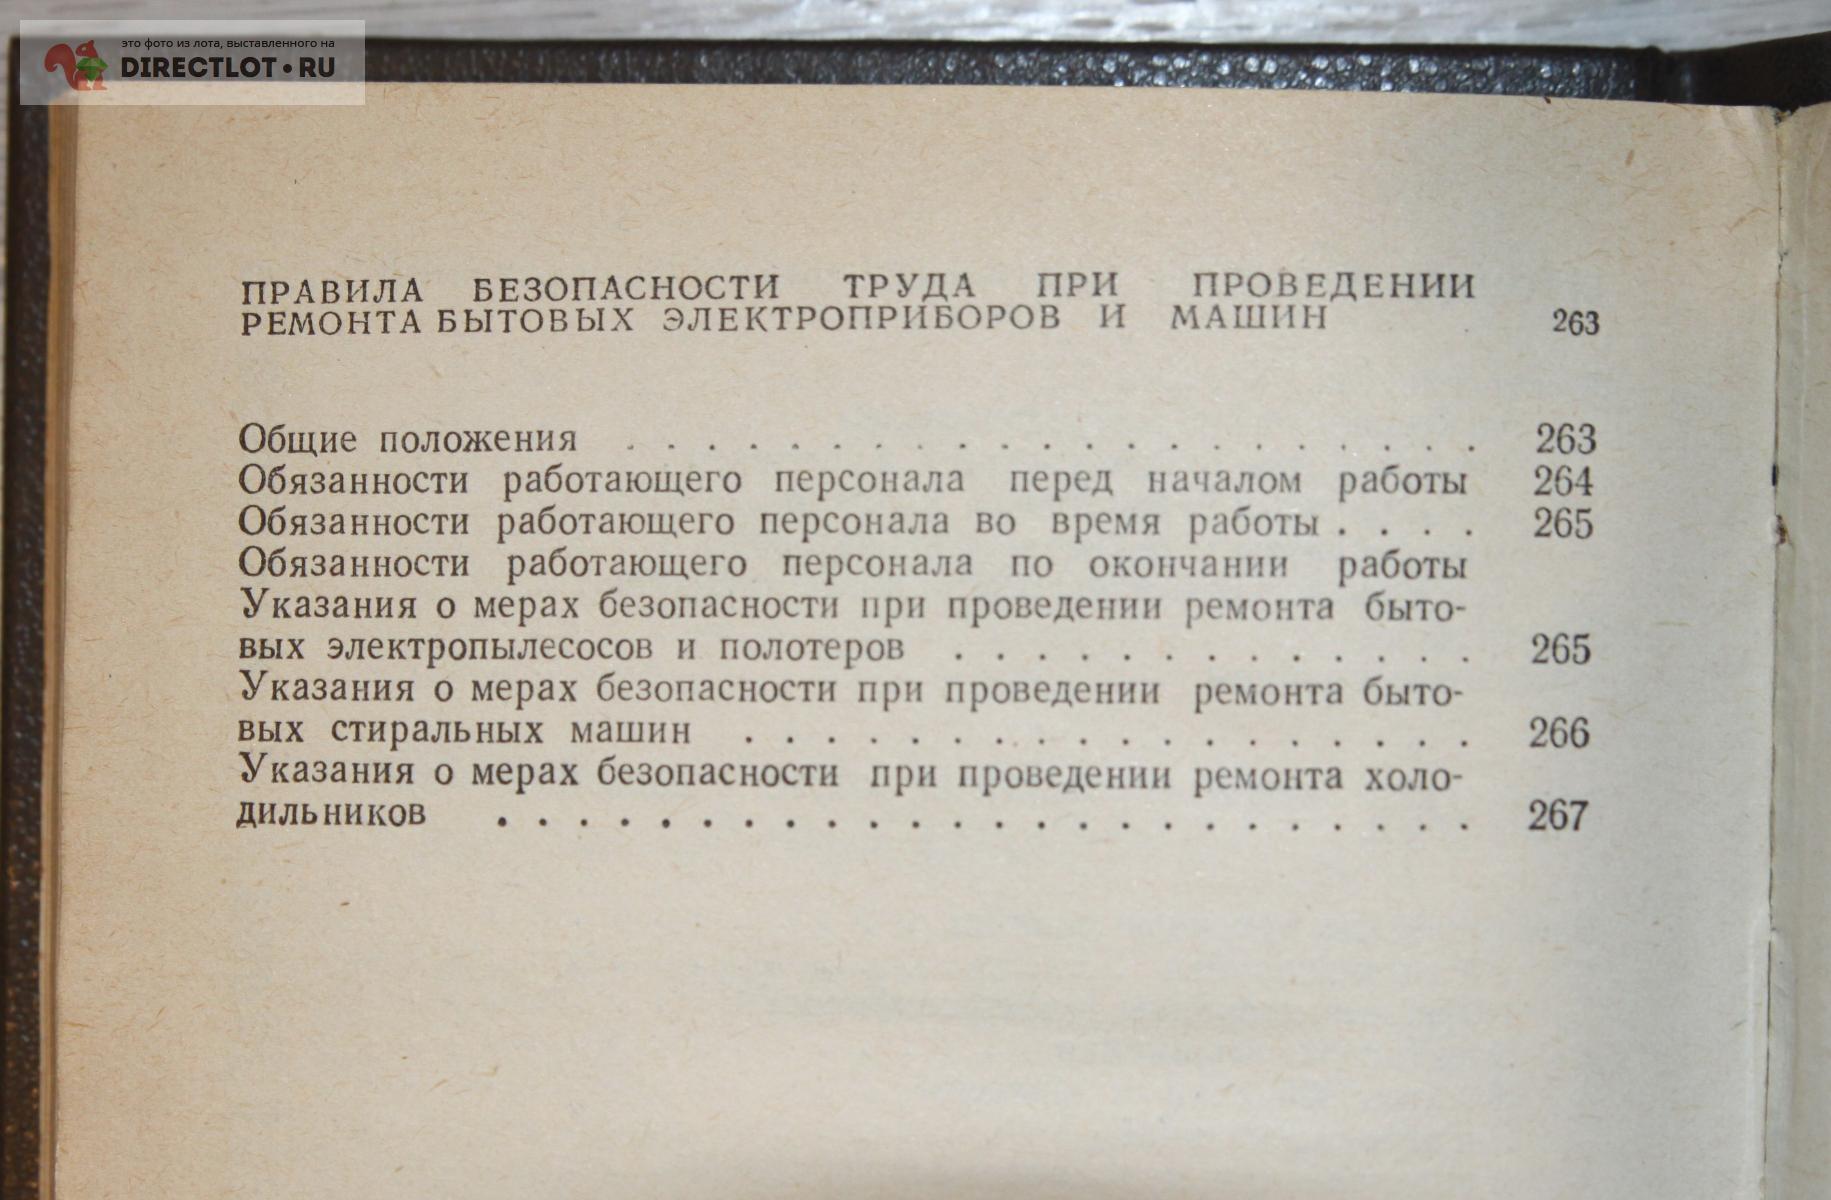 это фото из лота, выставленного на
DIRECTLOT•RU
ПРАВИЛА БЕЗОПАСНОСТИ ТРУДА ПРИ ПРОВЕДЕНИИ
РЕМОНТА БЫТОВЫХ ЭЛЕКТРОПРИБОРОВ И МАШИН 263
Общие положения . . . . . . . . . . . . . . . . . . . . . 263
Обязанности работающего персонала перед началом работы 264
Обязанности работающего персонала во время работы . . . . 265
Обязанности работающего персонала по окончании работы
Указания о мерах безопасности при проведении ремонта быто-
вых электропылесосов и полотеров . . . . . . . . . . . . . 265
Указания о мерах безопасности при проведении ремонта быто-
вых стиральных машин . . . . . . . . . . . . . . . . . . 266
Указания о мерах безопасности при проведении ремонта холо-
дильников . . . . . . . . . . . . . . . . . . . . . . . . 267